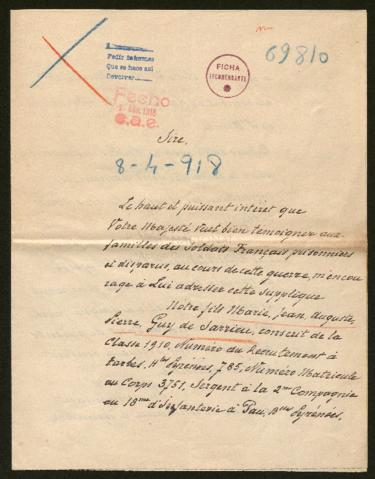 Pedir informes
Que se hace así
Devolver
FICHA
69810
Fecho
1918
e.a.e.
Sire,
8-4-918
Le haut et puissant intérêt que
Votre Majesté veut bien témoigner aux
familles des soldats Français prisonniers
et disparus, au cours de cette guerre, m'encou
rage à Lui adresser cette supplique
Notre fils Marie, Jean, Auguste,
Pierre, Guy de Sarrieu, conscrit de la
Classe 1910, Numéro du Recrutement à
Tarbes, Htes Pyrénées, 785, Numéro Matricule
au Corps 3751, Sergent à la 2me Compagnie
au 18me d'Infanterie à Pau, Bses Pyrénées.